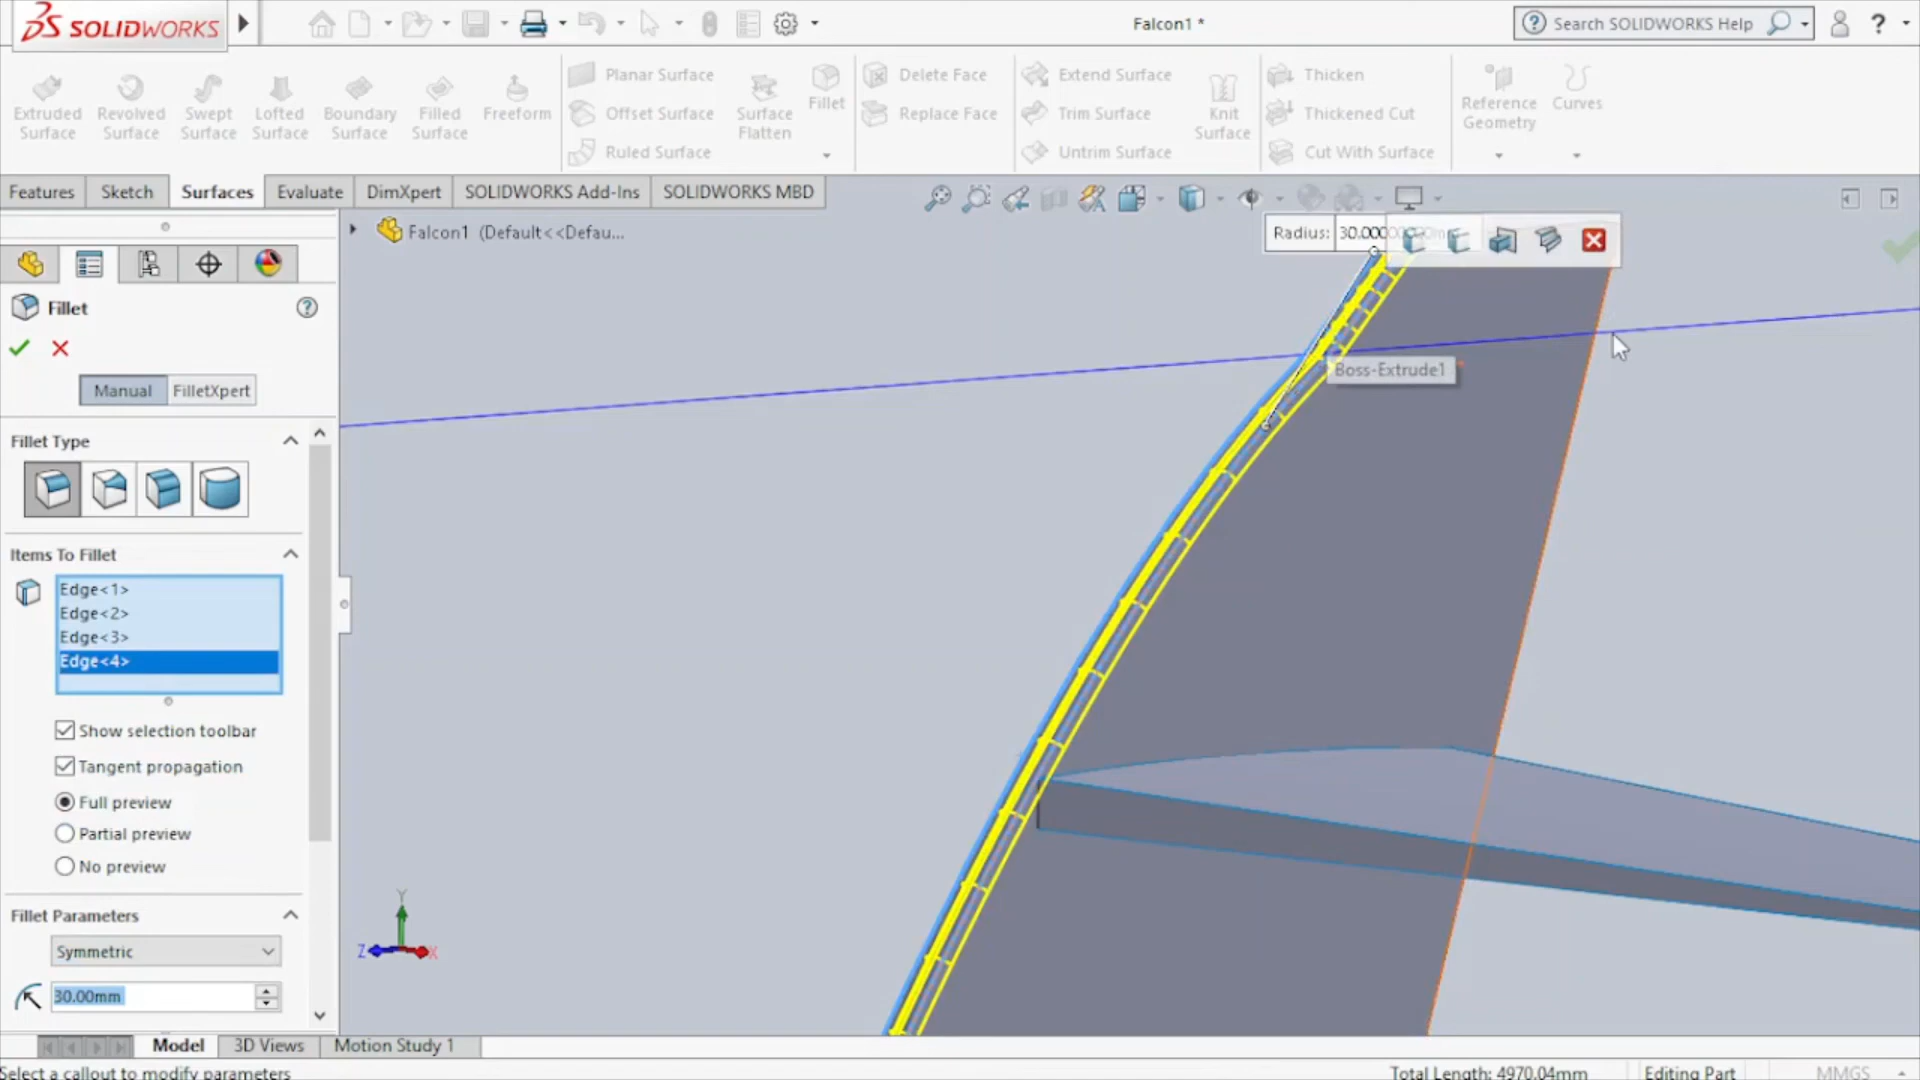 SOLIDWORKS
Falcon1 *
Search SOLIDWORKS Help
?
Extruded Surface
Revolved Surface
Swept Surface
Lofted Surface
Boundary Surface
Filled Surface
Freeform
Planar Surface
Offset Surface
Ruled Surface
Surface Flatten
Fillet
Delete Face
Replace Face
Extend Surface
Trim Surface
Untrim Surface
Knit Surface
Thicken
Thickened Cut
Cut With Surface
Reference Geometry
Curves
Features
Sketch
Surfaces
Evaluate
DimXpert
SOLIDWORKS Add-Ins
SOLIDWORKS MBD
Falcon1 (Default<<Defau...
Radius:
Boss-Extrude1
Fillet
?
Manual
FilletXpert
Fillet Type
Items To Fillet
Edge<1>
Edge<2>
Edge<3>
Edge<4>
Show selection toolbar
Tangent propagation
Full preview
Partial preview
No preview
Fillet Parameters
Symmetric
30.00mm
Y
Z
X
Model
3D Views
Motion Study 1
Select a callout to modify parameters
Total Length: 4970.04mm
Editing Part
MMGS